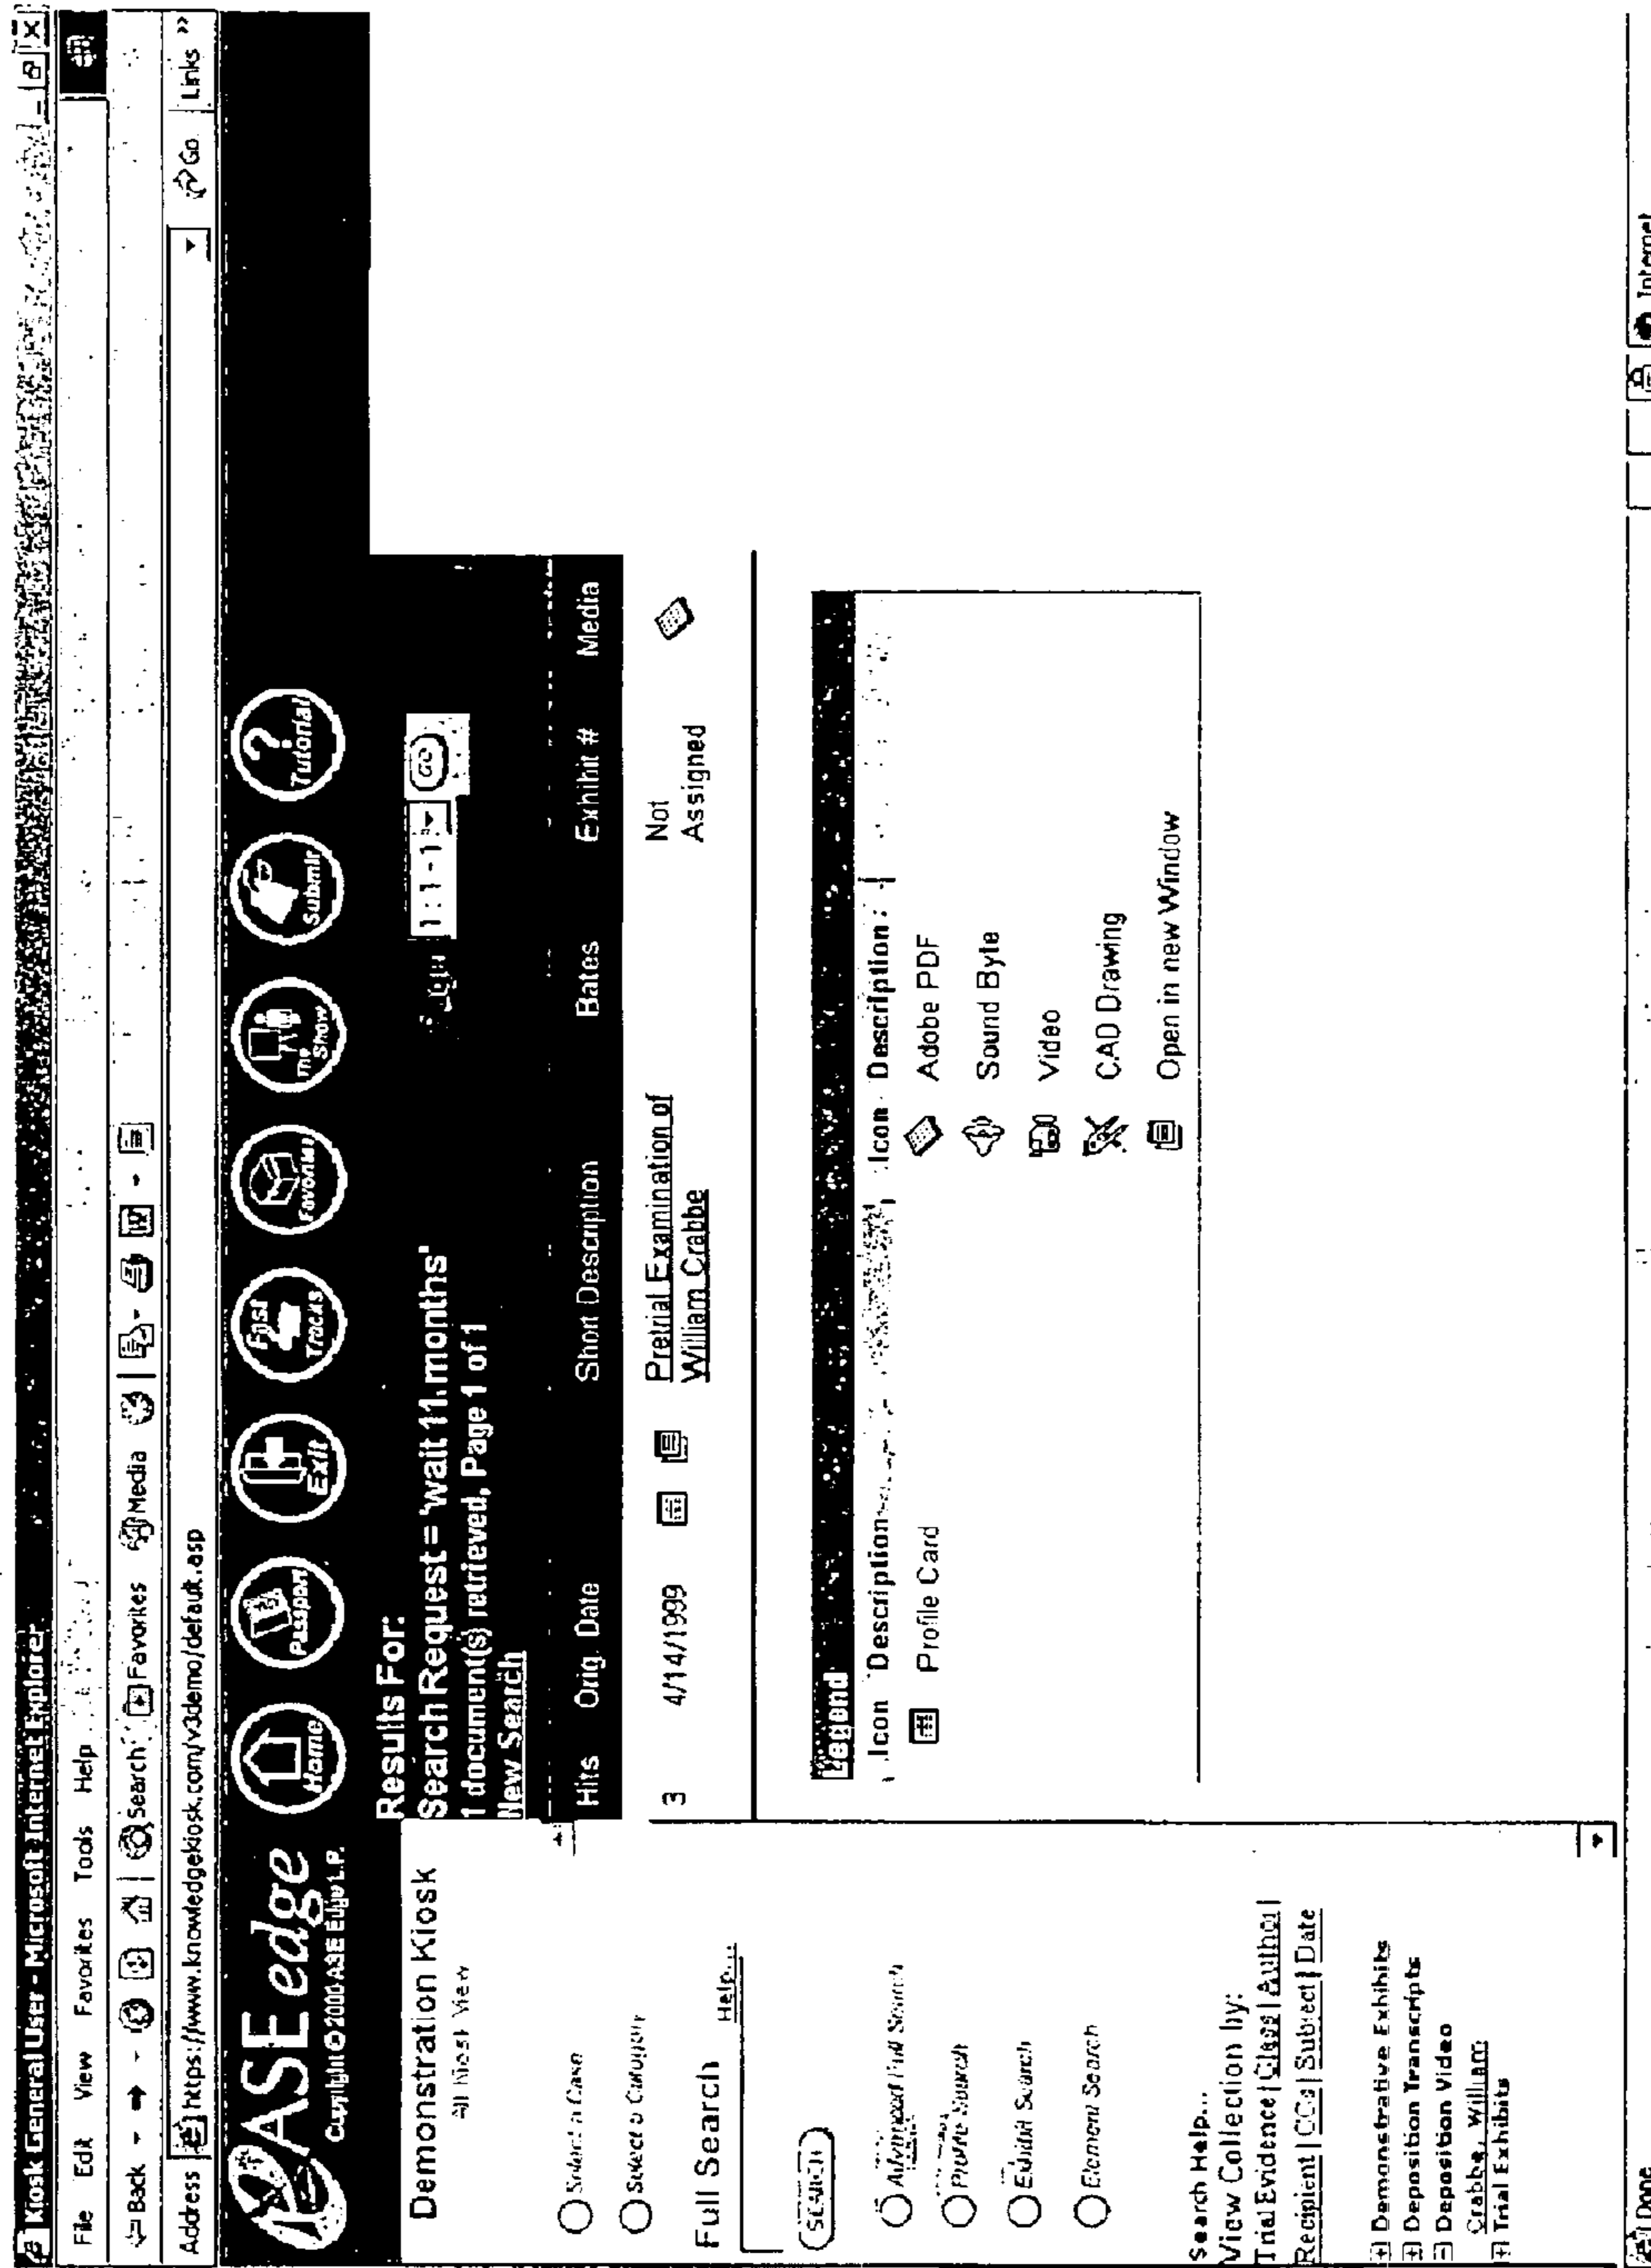 Kiosk General User - Microsoft Internet Explorer
File Edit View Favorites Tools Help
Back Search Favorites Media
Address https://www.knowledgekiosk.com/v3demo/default.asp Go Links »
CASE edge
Copyright © 2000 ASE Edge L.P.
Home Passport Exit Fast Tracks Favorites The Show Submit ? Tutorial
Demonstration Kiosk
All Kiosk View
Select a Case
Select a Category
Full Search Help...
SEARCH
Advanced Full Search
Profile Search
Exhibit Search
Element Search
Search Help...
View Collection by:
Trial Evidence | Class | Author |
Recipient | CCs | Subject | Date
Demonstrative Exhibits
Deposition Transcripts
Deposition Video
Crabbe, William
Trial Exhibits
Results For:
Search Request = 'wait 11.months'
1 document(s) retrieved, Page 1 of 1
New Search
Page 1: 1 - 1 GO
Hits Orig. Date Short Description Bates Exhibit # Media
3 4/14/1999 Pretrial Examination of Not
William Crabbe Assigned
Legend
Icon Description Icon Description
Profile Card Adobe PDF
Sound Byte
Video
CAD Drawing
Open in new Window
Done Internet